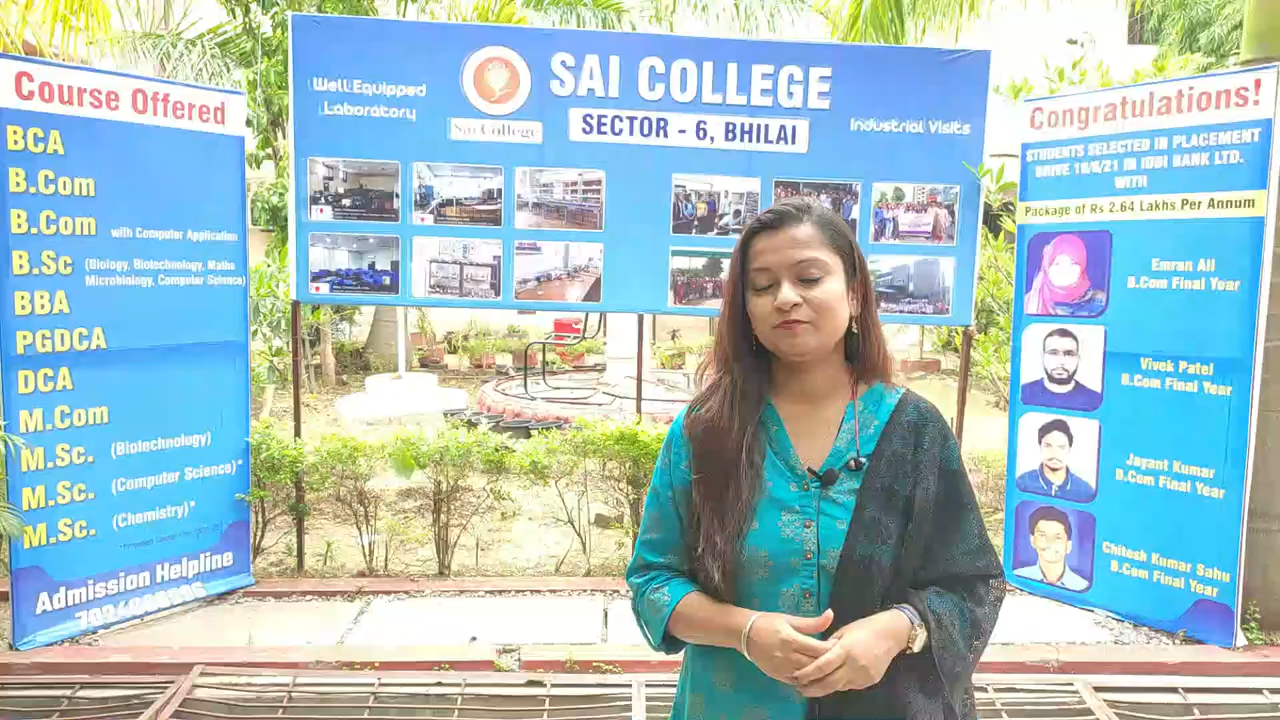 Course Offered
BCA
B.Com
B.Com with Computer Application
B.Sc (Biology, Biotechnology, Maths
Microbiology, Computer Science)
BBA
PGDCA
DCA
M.Com
M.Sc. (Biotechnology)
M.Sc. (Computer Science)*
M.Sc. (Chemistry)*
Admission Helpline
Well Equipped
Laboratory
Sai College
SAI COLLEGE
SECTOR - 6, BHILAI
Industrial Visits
Congratulations!
STUDENTS SELECTED IN PLACEMENT
DRIVE IN IDBI BANK LTD.
WITH
Package of Rs 2.64 Lakhs Per Annum
Emran Ali
B.Com Final Year
Vivek Patel
B.Com Final Year
Jayant Kumar
B.Com Final Year
Chitesh Kumar Sahu
B.Com Final Year